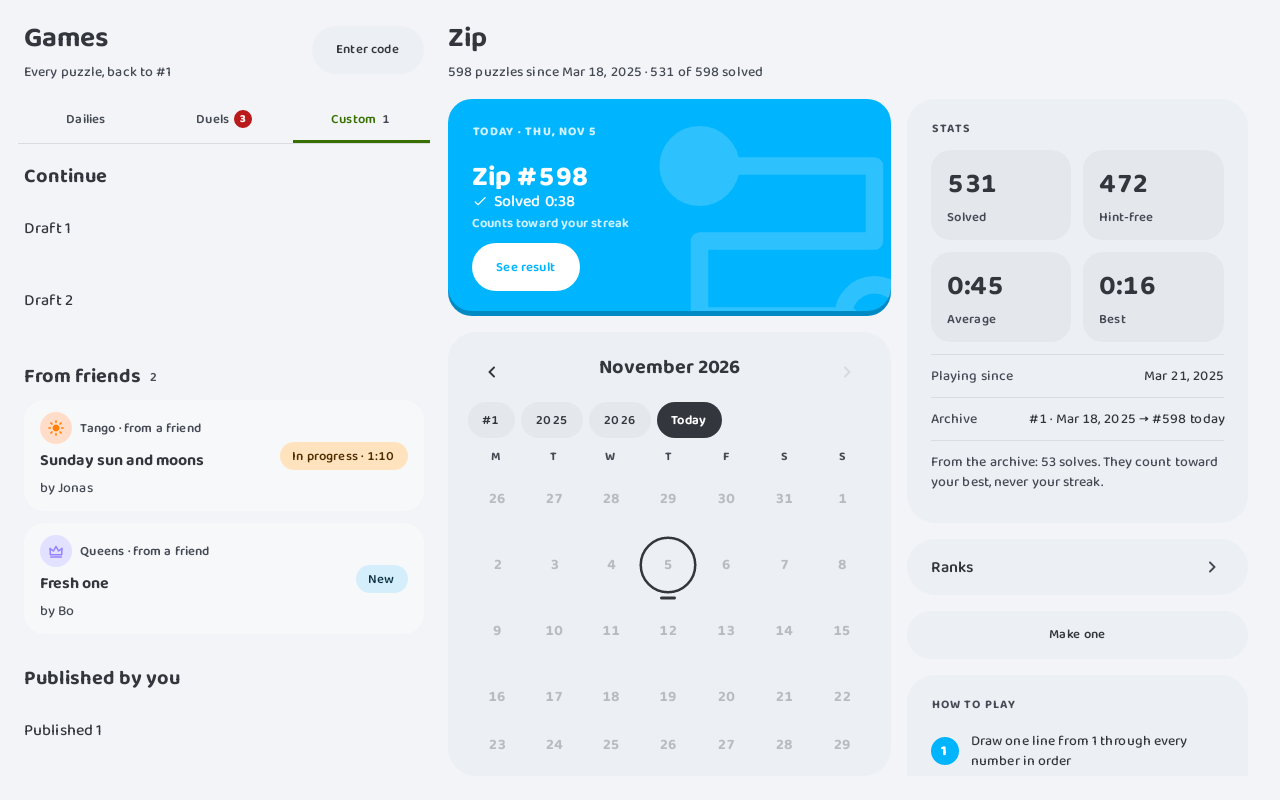 Games
Every puzzle, back to #1
Enter code
Dailies
Duels 3
Custom 1
Continue
Draft 1
Draft 2
From friends 2
Tango · from a friend
Sunday sun and moons
by Jonas
In progress · 1:10
Queens · from a friend
Fresh one
by Bo
New
Published by you
Published 1
Zip
598 puzzles since Mar 18, 2025 · 531 of 598 solved
TODAY · THU, NOV 5
Zip #598
Solved 0:38
Counts toward your streak
See result
November 2026
#1 2025 2026 Today
M T W T F S S
26 27 28 29 30 31 1
2 3 4 5 6 7 8
9 10 11 12 13 14 15
16 17 18 19 20 21 22
23 24 25 26 27 28 29
STATS
531
Solved
472
Hint-free
0:45
Average
0:16
Best
Playing since Mar 21, 2025
Archive #1 · Mar 18, 2025 → #598 today
From the archive: 53 solves. They count toward
your best, never your streak.
Ranks
Make one
HOW TO PLAY
1 Draw one line from 1 through every
number in order